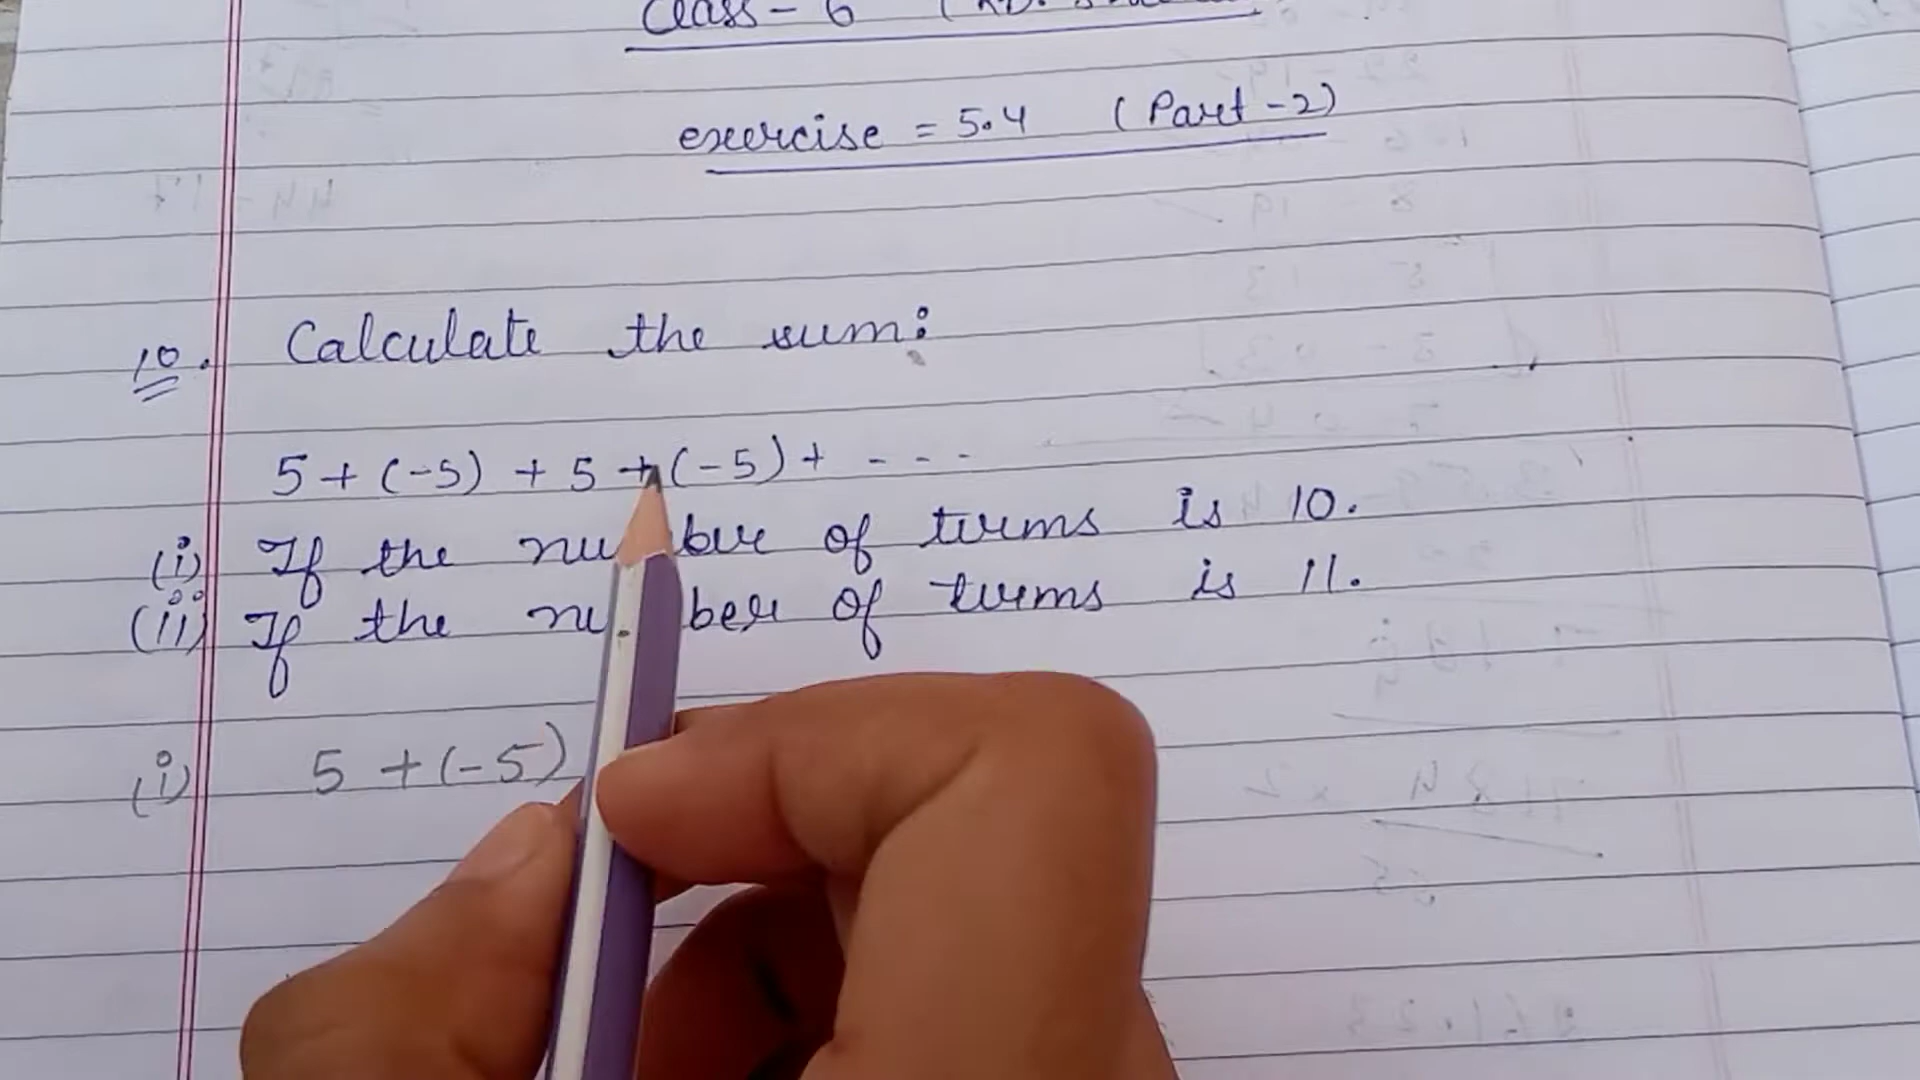 Class - 6
exercise = 5.4 (Part-2)
10. Calculate the sum:
5 + (-5) + 5 + (-5) + - - -
(i) If the number of terms is 10.
(ii) If the number of terms is 11.
(i) 5 + (-5)